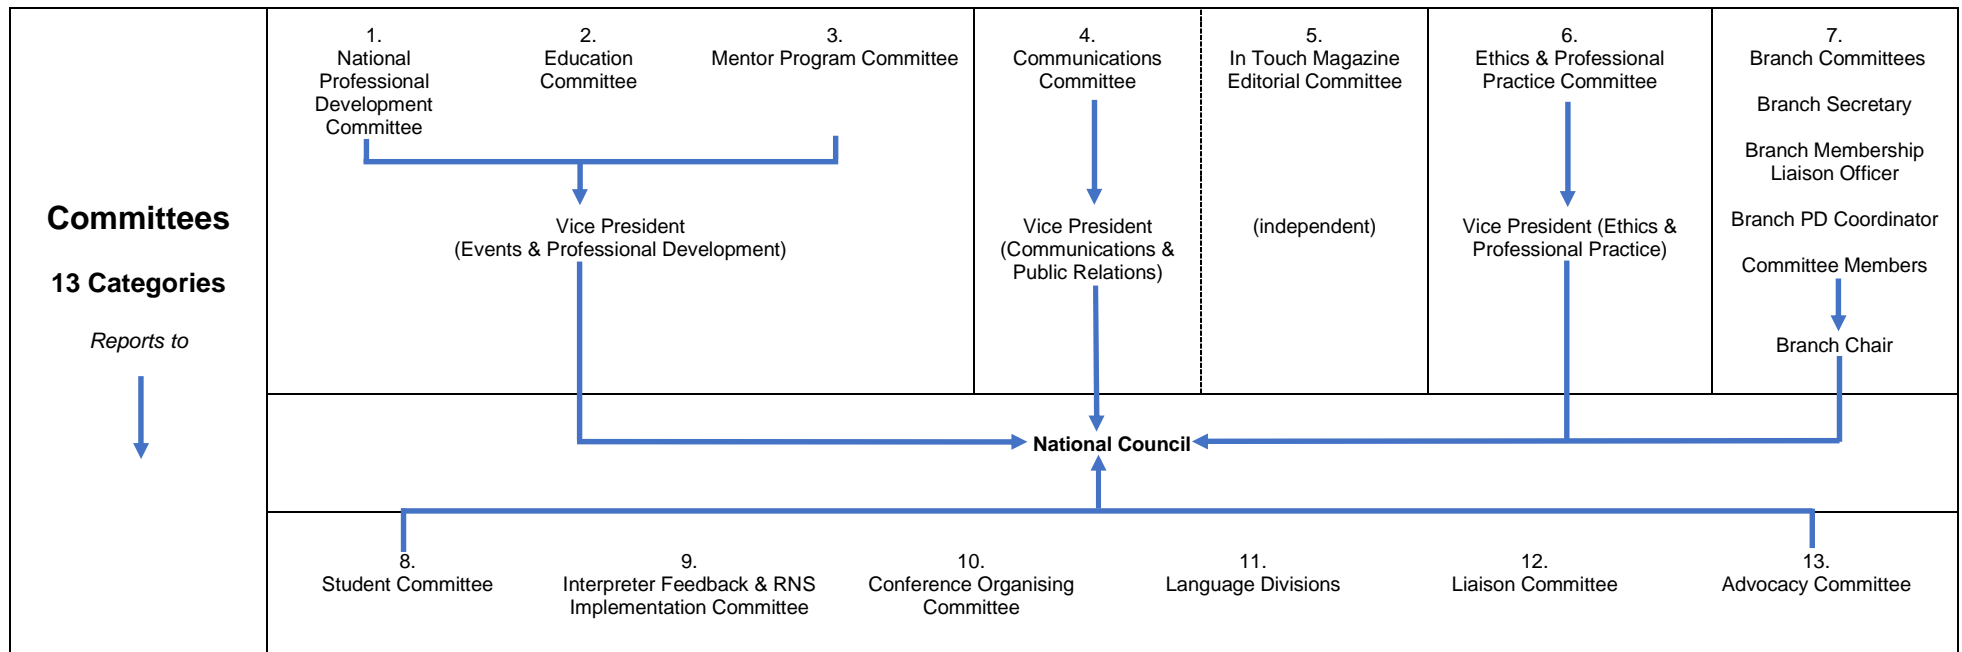 Committees
13 Categories
Reports to
1.
National
Professional
Development
Committee
2.
Education
Committee
3.
Mentor Program Committee
Vice President
(Events & Professional Development)
4.
Communications
Committee
Vice President
(Communications &
Public Relations)
5.
In Touch Magazine
Editorial Committee
(independent)
6.
Ethics & Professional
Practice Committee
Vice President (Ethics &
Professional Practice)
7.
Branch Committees
Branch Secretary
Branch Membership
Liaison Officer
Branch PD Coordinator
Committee Members
Branch Chair
National Council
8.
Student Committee
9.
Interpreter Feedback & RNS
Implementation Committee
10.
Conference Organising
Committee
11.
Language Divisions
12.
Liaison Committee
13.
Advocacy Committee